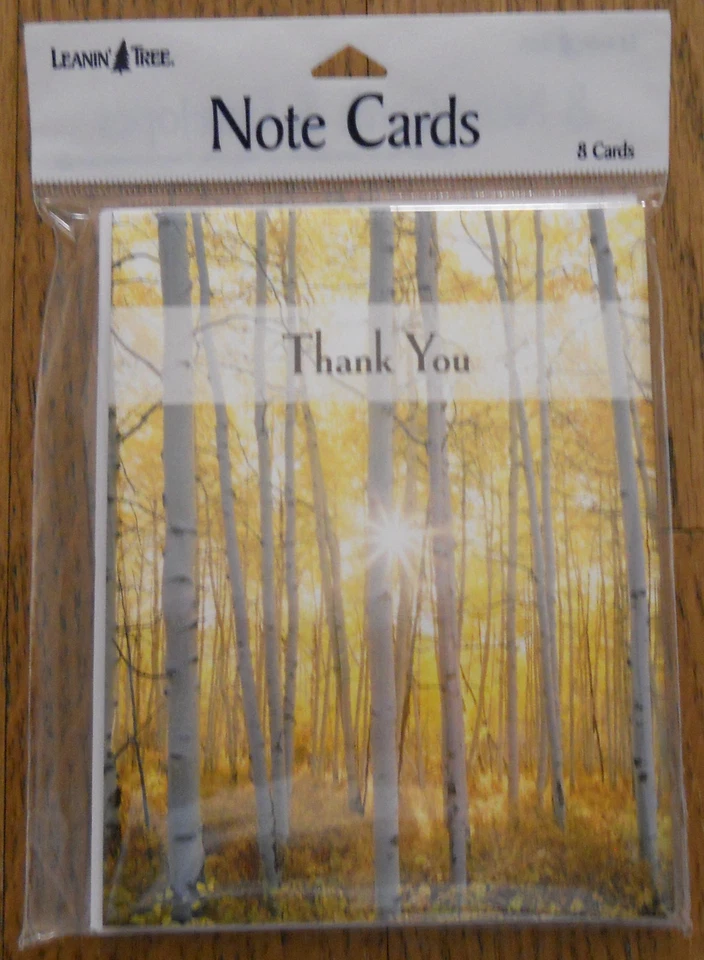 LEANIN' TREE.
Note Cards
8 Cards
Thank You